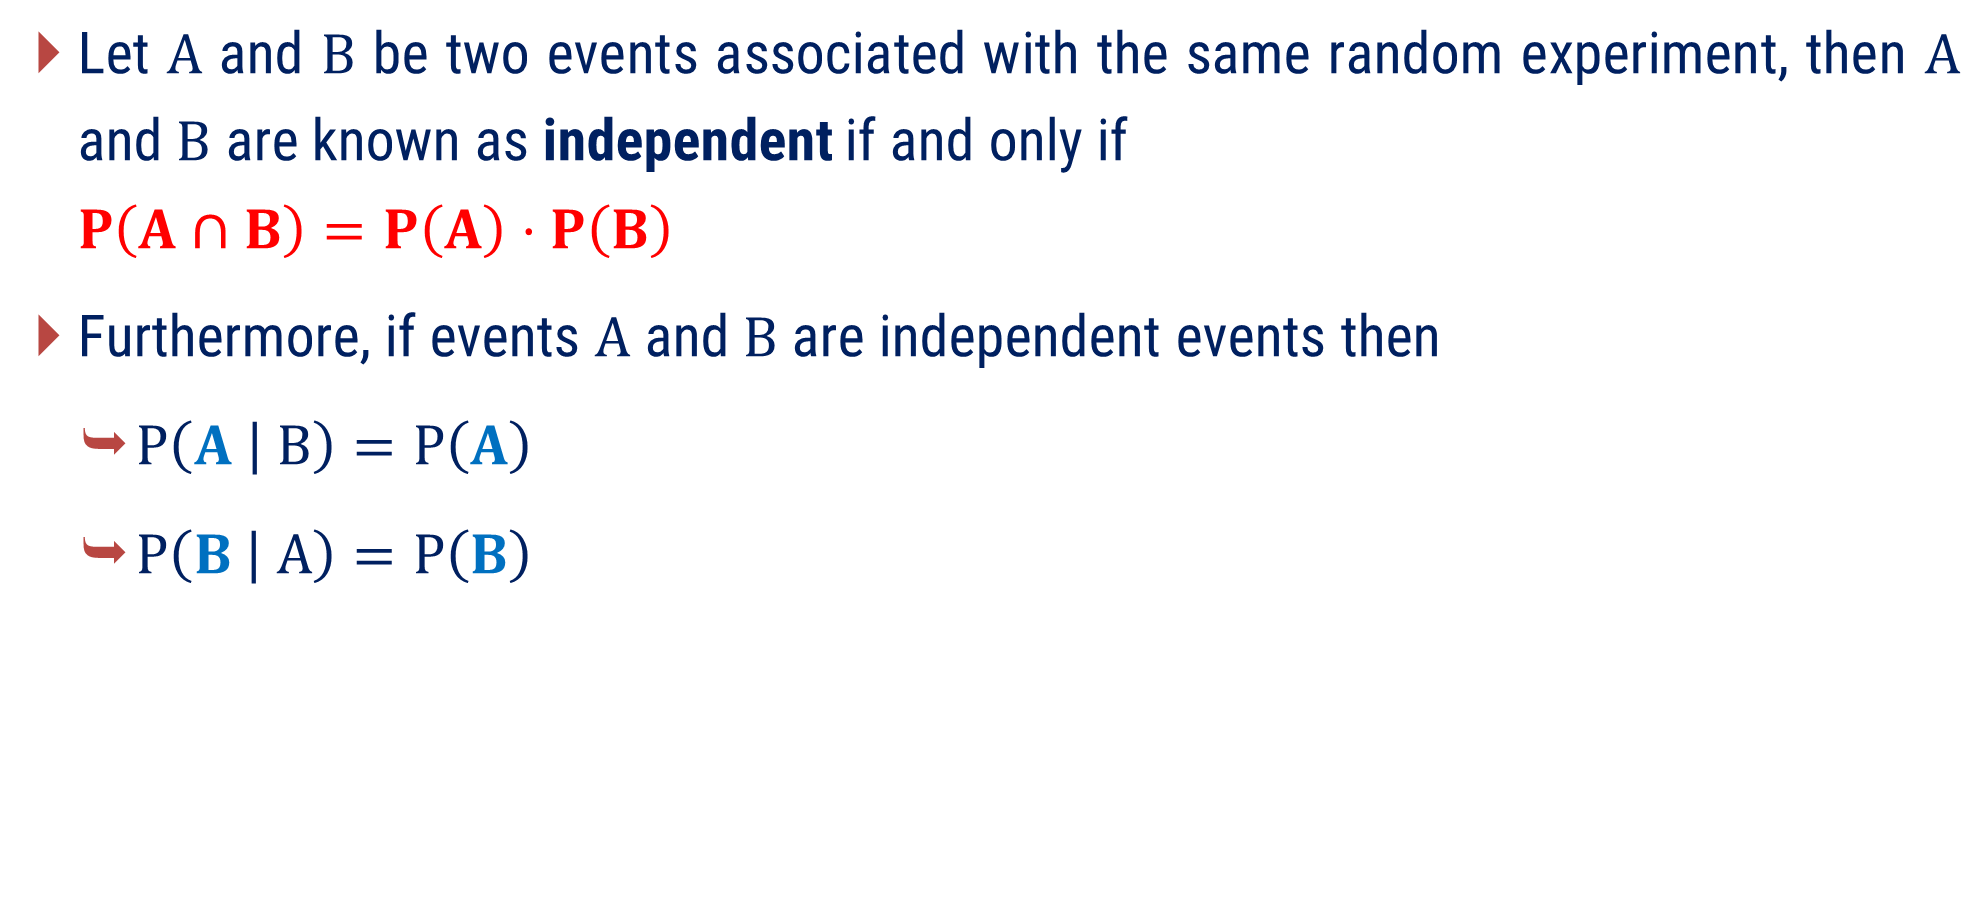 Let A and B be two events associated with the same random experiment, then A
and B are known as independent if and only if
P(A ∩ B) = P(A) · P(B)
Furthermore, if events A and B are independent events then
P(A | B) = P(A)
P(B | A) = P(B)